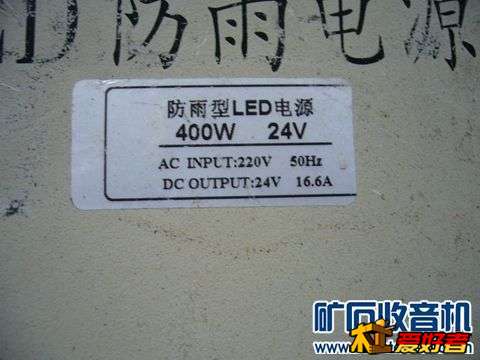 D防雨电源
防雨型LED电源
400W 24V
AC INPUT:220V 50Hz
DC OUTPUT:24V 16.6A
矿石收音机
爱好者